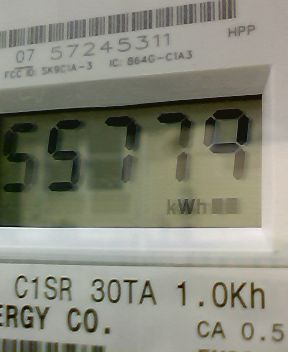 07 57245311
HPP
FCC ID: SK9C1A-3 IC: 864G-C1A3
55779
kWh
C1SR 30TA 1.0Kh
ERGY CO.
CA 0.5